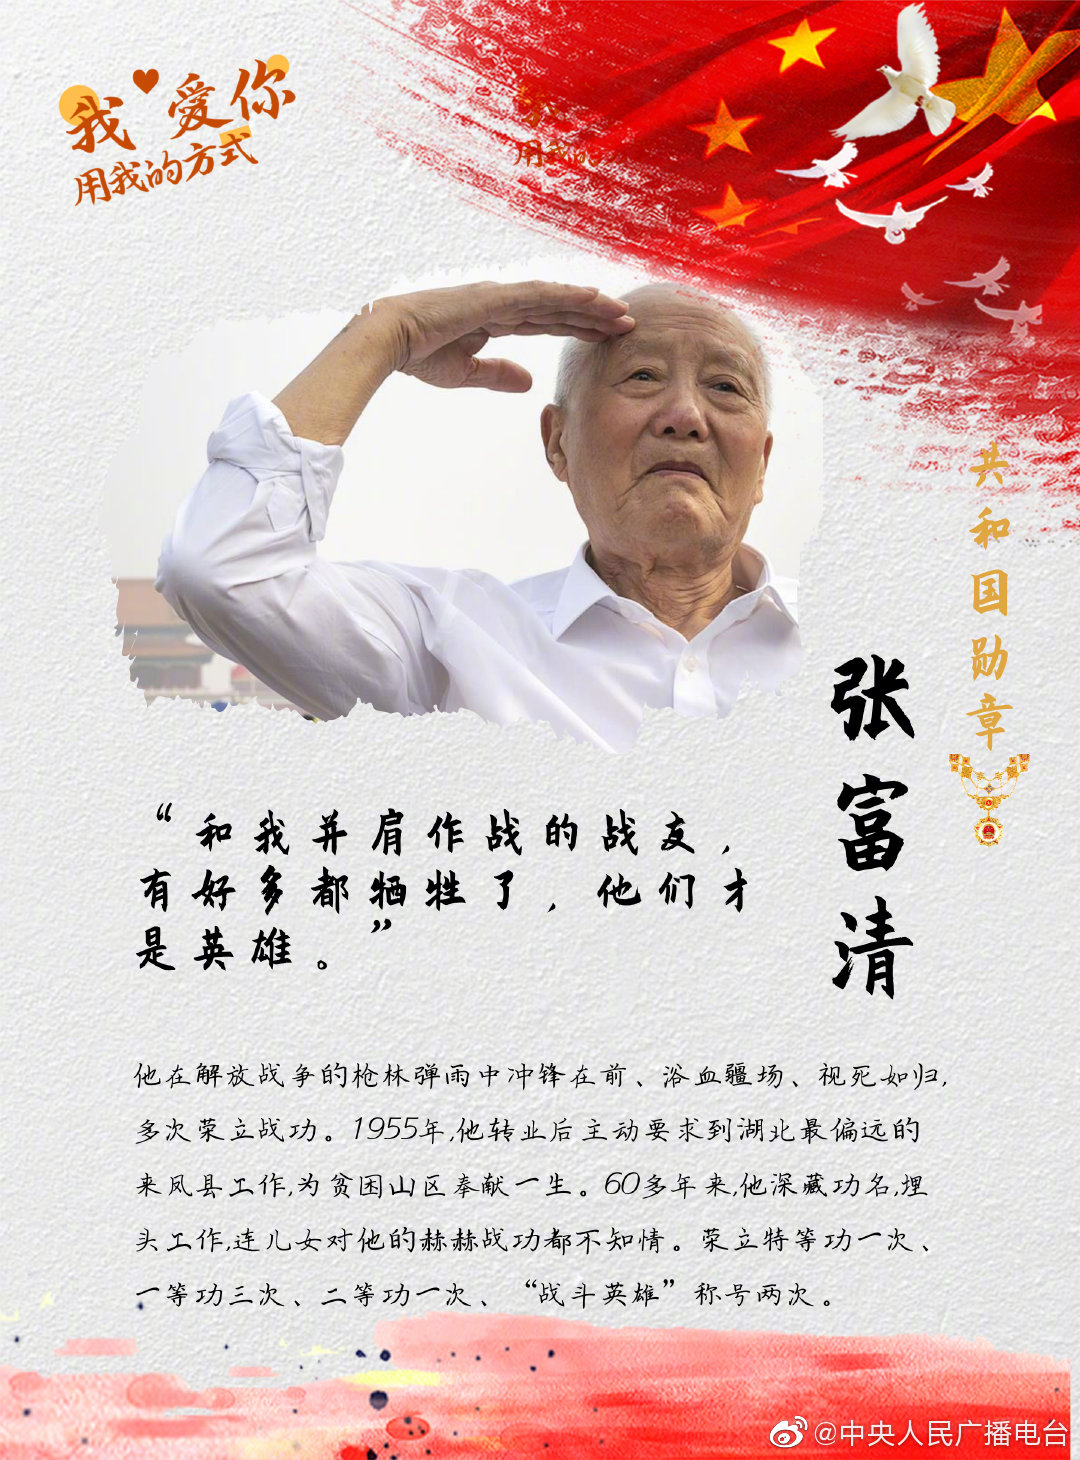 我爱你
用我的方式
我
用我的
共和国勋章
张富清
“和我并肩作战的战友，
有好多都牺牲了，他们才
是英雄。”
他在解放战争的枪林弹雨中冲锋在前、浴血疆场、视死如归,
多次荣立战功。1955年,他转业后主动要求到湖北最偏远的
来凤县工作,为贫困山区奉献一生。60多年来,他深藏功名,埋
头工作,连儿女对他的赫赫战功都不知情。荣立特等功一次、
一等功三次、二等功一次、“战斗英雄”称号两次。
@中央人民广播电台